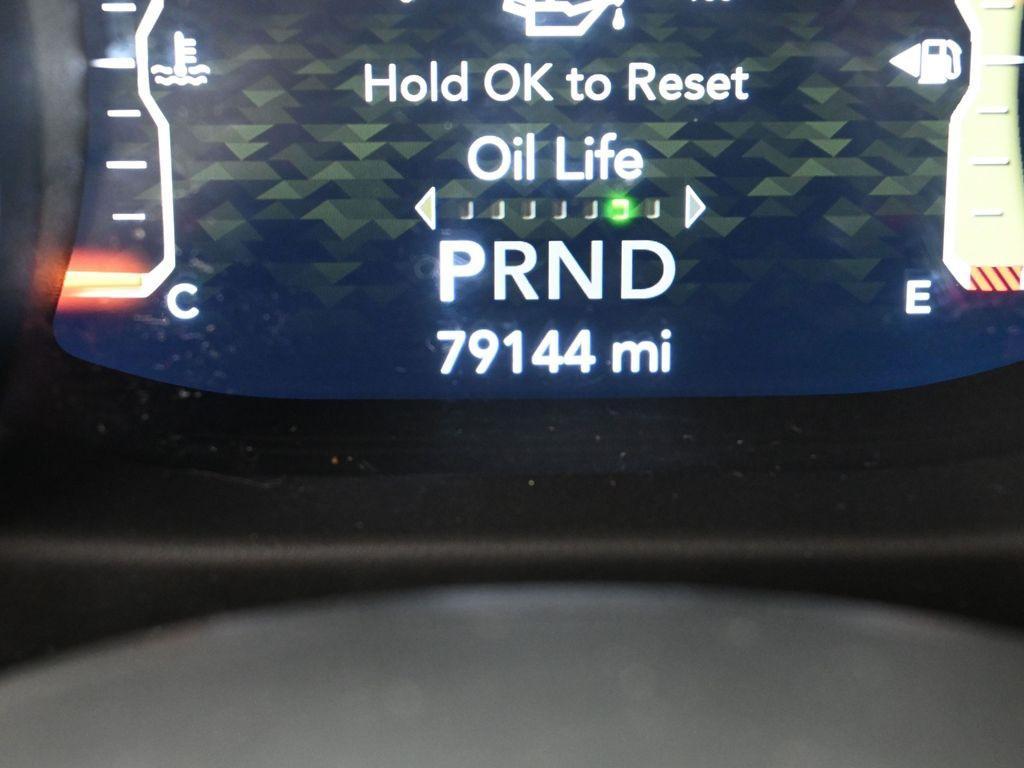 Hold OK to Reset
Oil Life
PRND
C
E
79144 mi